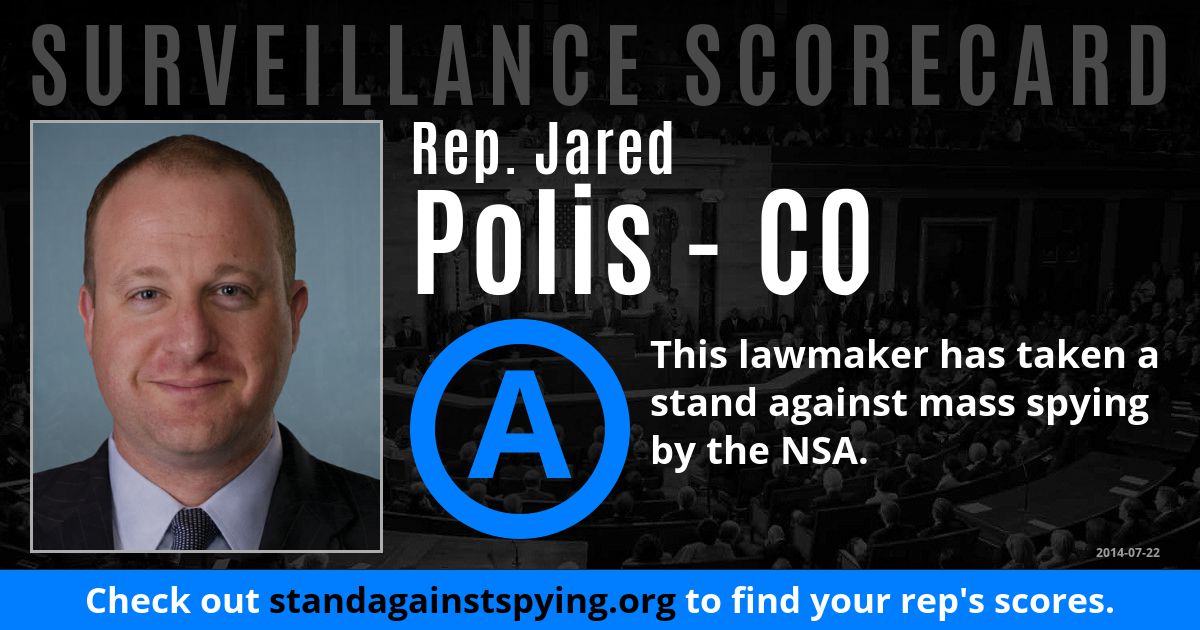 SURVEILLANCE SCORECARD
Rep. Jared
Polis - CO
A
This lawmaker has taken a
stand against mass spying
by the NSA.
2014-07-22
Check out standagainstspying.org to find your rep's scores.